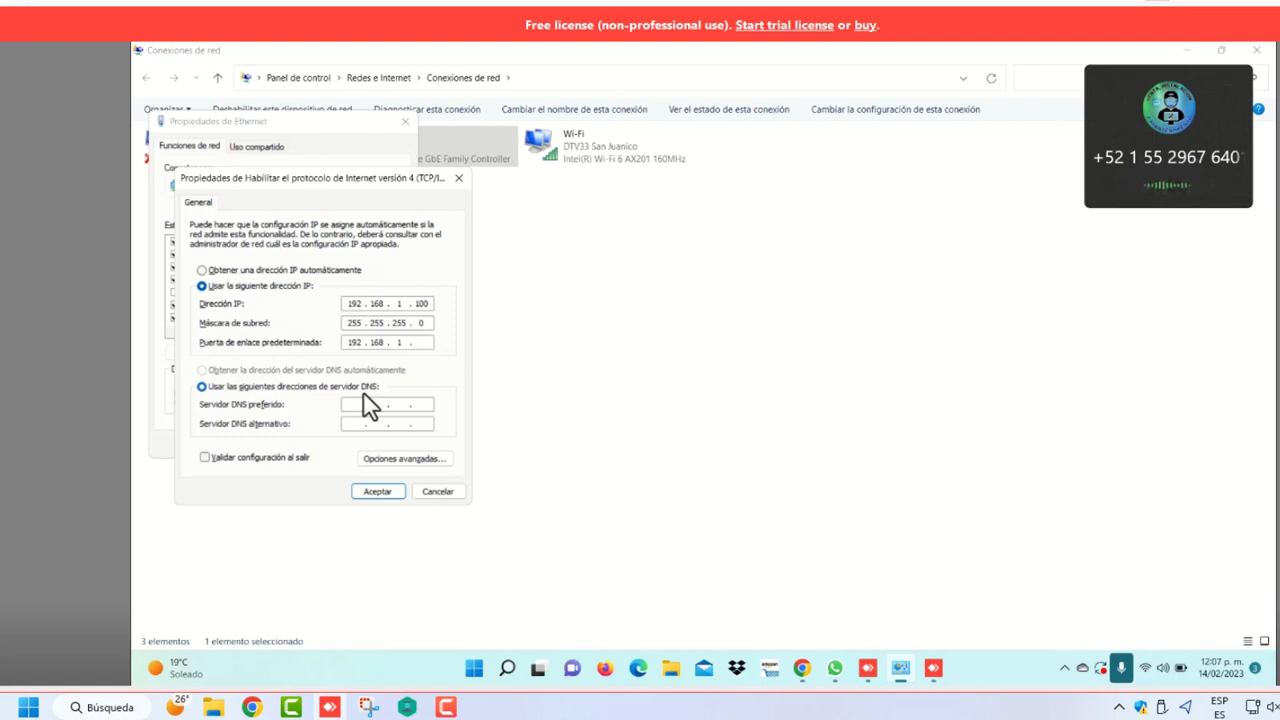 Free license (non-professional use). Start trial license or buy.
Conexiones de red
Panel de control > Redes e Internet > Conexiones de red >
Organizar Deshabilitar este dispositivo de red Diagnosticar esta conexión Cambiar el nombre de esta conexión Ver el estado de esta conexión Cambiar la configuración de esta conexión
Propiedades de Ethernet
Funciones de red Uso compartido
e GbE Family Controller
Wi-Fi
DTV33 San Juanico
Intel(R) Wi-Fi 6 AX201 160MHz
+52 1 55 2967 640
Propiedades de Habilitar el protocolo de Internet versión 4 (TCP/I...
General
Puede hacer que la configuración IP se asigne automáticamente si la
red admite esta funcionalidad. De lo contrario, deberá consultar con el
administrador de red cuál es la configuración IP apropiada.
Obtener una dirección IP automáticamente
Usar la siguiente dirección IP:
Dirección IP: 192 . 168 . 1 . 100
Máscara de subred: 255 . 255 . 255 . 0
Puerta de enlace predeterminada: 192 . 168 . 1 .
Obtener la dirección del servidor DNS automáticamente
Usar las siguientes direcciones de servidor DNS:
Servidor DNS preferido:
Servidor DNS alternativo:
Validar configuración al salir
Opciones avanzadas...
Aceptar Cancelar
3 elementos 1 elemento seleccionado
19°C
Soleado
12:07 p. m.
14/02/2023
26°
Búsqueda
ESP
ES